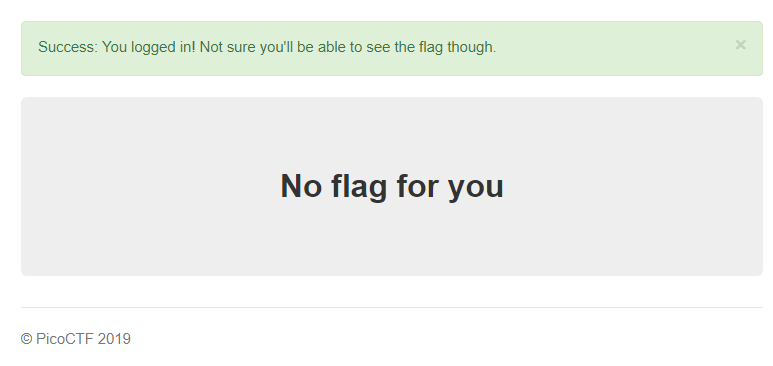 Success: You logged in! Not sure you'll be able to see the flag though.
×
No flag for you
© PicoCTF 2019